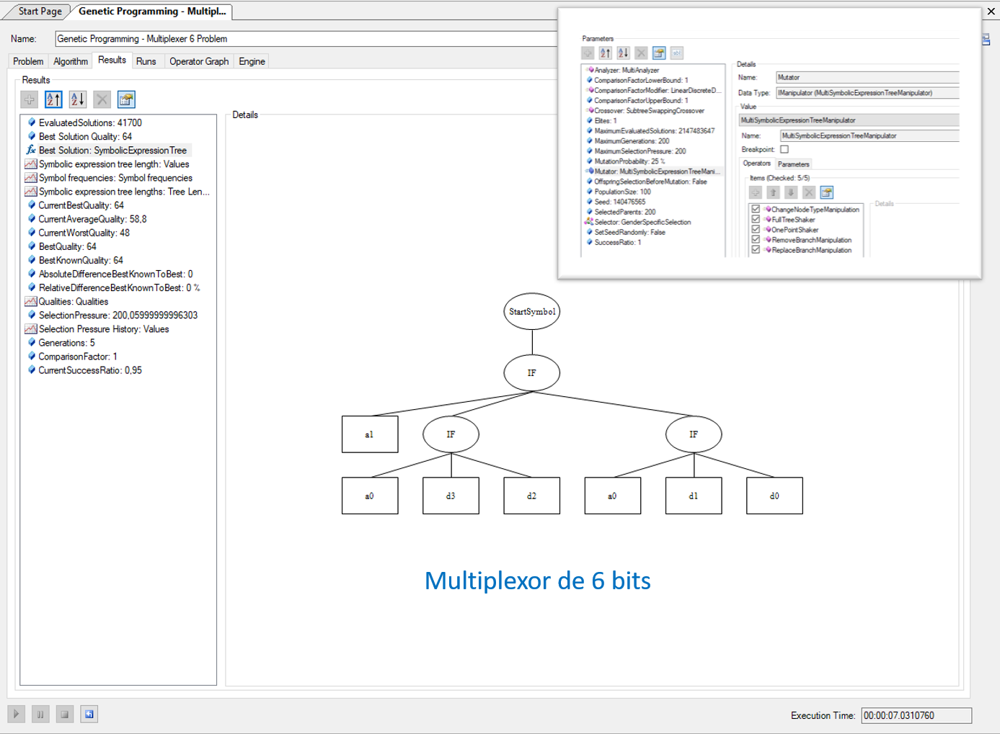 Start Page
Genetic Programming - Multipl...
Name:
Genetic Programming - Multiplexer 6 Problem
Problem
Algorithm
Results
Runs
Operator Graph
Engine
Results
EvaluatedSolutions: 41700
Best Solution Quality: 64
Best Solution: SymbolicExpressionTree
Symbolic expression tree length: Values
Symbol frequencies: Symbol frequencies
Symbolic expression tree lengths: Tree Len...
CurrentBestQuality: 64
CurrentAverageQuality: 58,8
CurrentWorstQuality: 48
BestQuality: 64
BestKnownQuality: 64
AbsoluteDifferenceBestKnownToBest: 0
RelativeDifferenceBestKnownToBest: 0 %
Qualities: Qualities
SelectionPressure: 200,05999999996303
Selection Pressure History: Values
Generations: 5
ComparisonFactor: 1
CurrentSuccessRatio: 0,95
Details
Parameters
Analyzer: MultiAnalyzer
ComparisonFactorLowerBound: 1
ComparisonFactorModifier: LinearDiscreteD...
ComparisonFactorUpperBound: 1
Crossover: SubtreeSwappingCrossover
Elites: 1
MaximumEvaluatedSolutions: 2147483647
MaximumGenerations: 200
MaximumSelectionPressure: 200
MutationProbability: 25 %
Mutator: MultiSymbolicExpressionTreeMani...
OffspringSelectionBeforeMutation: False
PopulationSize: 100
Seed: 140476565
SelectedParents: 200
Selector: GenderSpecificSelection
SetSeedRandomly: False
SuccessRatio: 1
Details
Name:
Mutator
Data Type:
IManipulator (MultiSymbolicExpressionTreeManipulator)
Value
MultiSymbolicExpressionTreeManipulator
Name:
MultiSymbolicExpressionTreeManipulator
Breakpoint:
Operators
Parameters
Items (Checked: 5/5)
ChangeNodeTypeManipulation
FullTreeShaker
OnePointShaker
RemoveBranchManipulation
ReplaceBranchManipulation
Details
StartSymbol
IF
a1
IF
IF
a0
d3
d2
a0
d1
d0
Multiplexor de 6 bits
Execution Time:
00:00:07.0310760